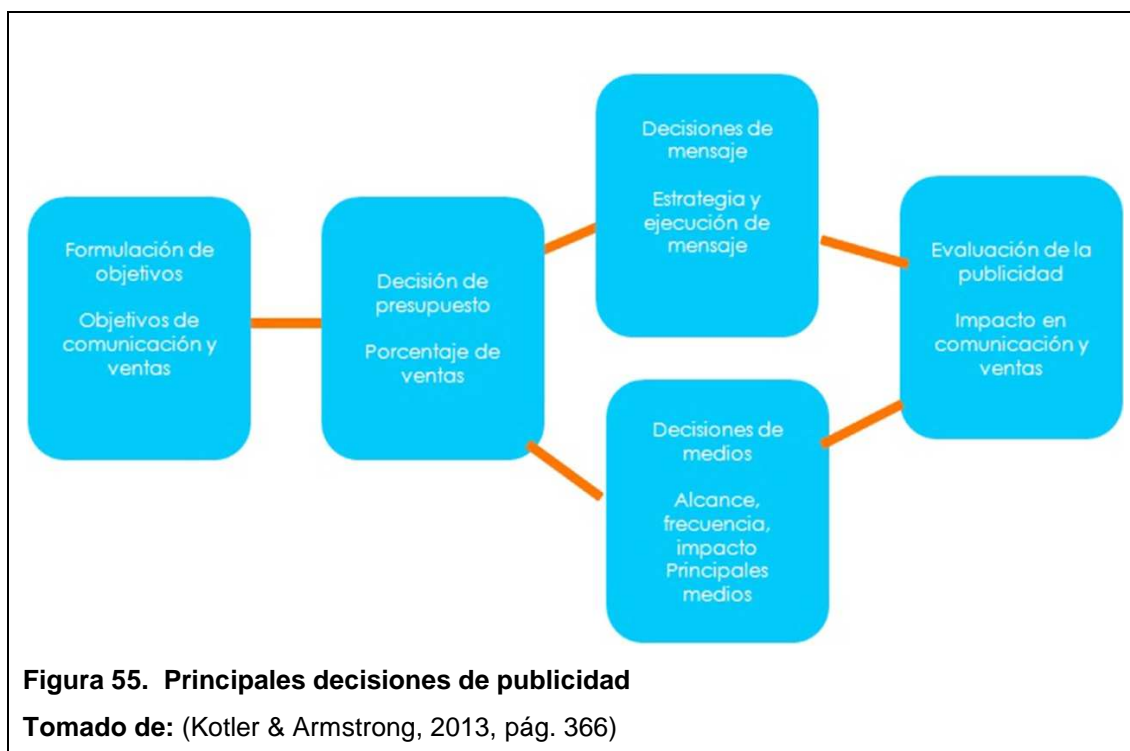 Formulación de
objetivos
Objetivos de
comunicación y
ventas
Decisión de
presupuesto
Porcentaje de
ventas
Decisiones de
mensaje
Estrategia y
ejecución de
mensaje
Decisiones de
medios
Alcance,
frecuencia,
impacto
Principales
medios
Evaluación de la
publicidad
Impacto en
comunicación y
ventas
Figura 55. Principales decisiones de publicidad
Tomado de: (Kotler & Armstrong, 2013, pág. 366)